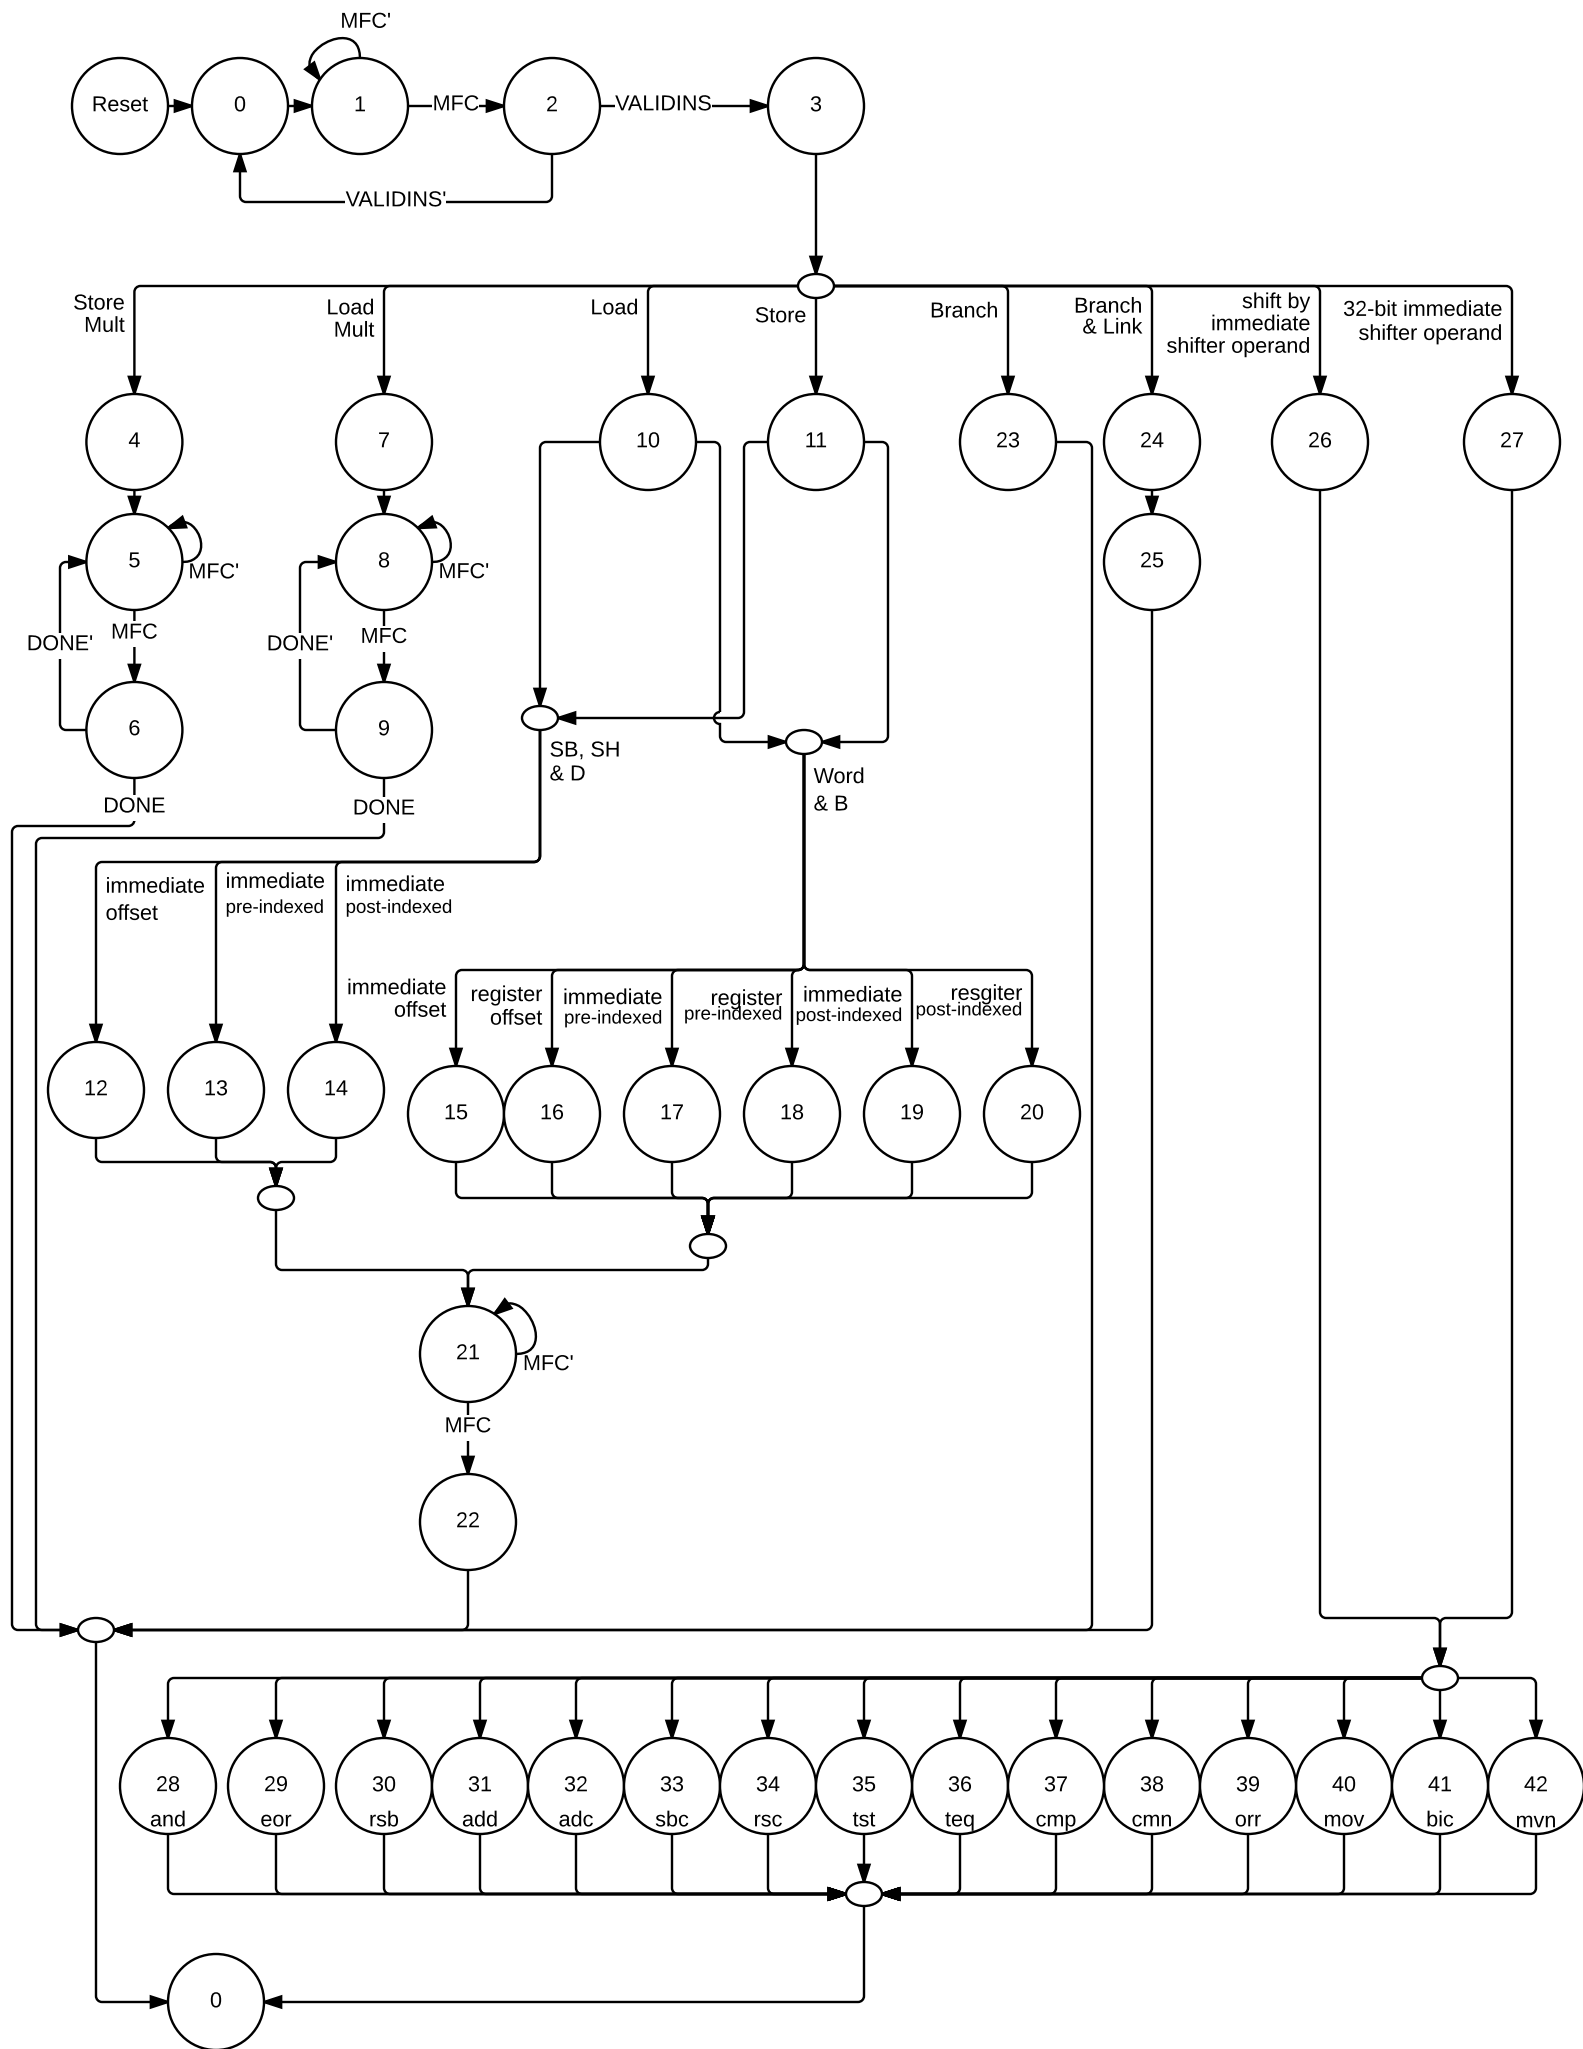 MFC'
Reset
0
1
MFC
2
VALIDINS
3
VALIDINS'
Store
Mult
Load
Mult
Load
Store
Branch
Branch
& Link
shift by
immediate
shifter operand
32-bit immediate
shifter operand
4
7
10
11
23
24
26
27
5
MFC'
8
MFC'
25
DONE'
MFC
DONE'
MFC
6
9
SB, SH
& D
Word
& B
DONE
DONE
immediate
offset
immediate
pre-indexed
immediate
post-indexed
immediate
offset
register
offset
immediate
pre-indexed
register
pre-indexed
immediate
post-indexed
resgiter
post-indexed
12
13
14
15
16
17
18
19
20
21
MFC'
MFC
22
28
and
29
eor
30
rsb
31
add
32
adc
33
sbc
34
rsc
35
tst
36
teq
37
cmp
38
cmn
39
orr
40
mov
41
bic
42
mvn
0